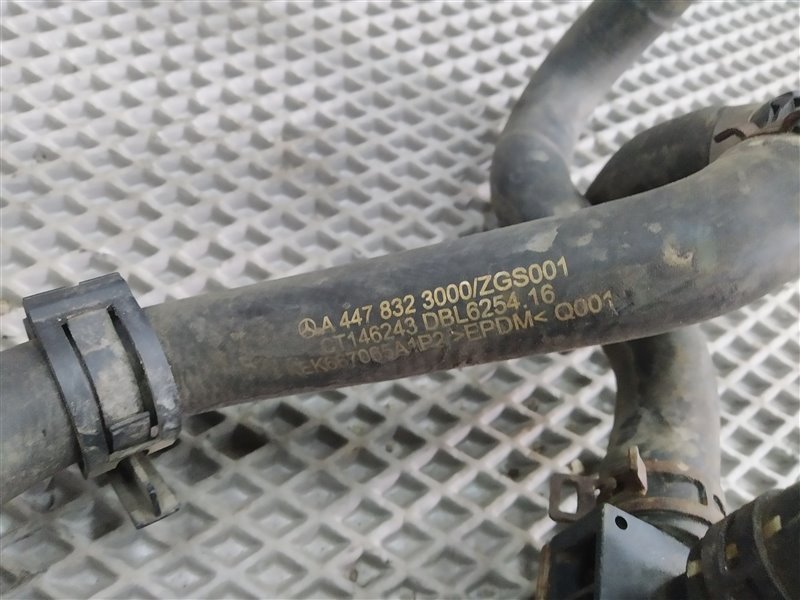 A 447 832 3000/ZGS001
CT146243 DBL6254 16
>EPDM< Q001